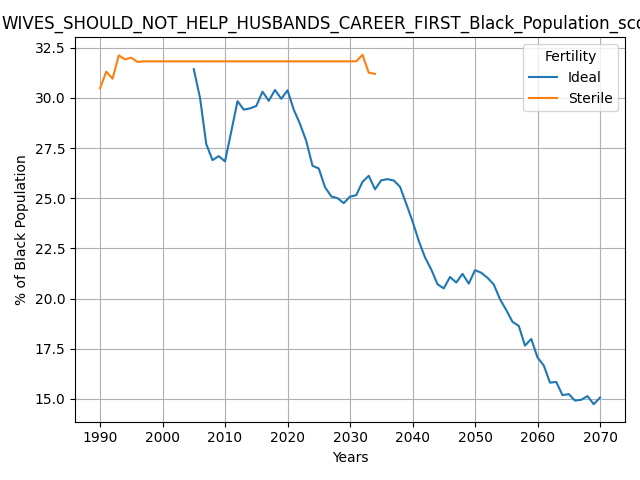 WIVES_SHOULD_NOT_HELP_HUSBANDS_CAREER_FIRST_Black_Population_sc
32.5
30.0
27.5
25.0
22.5
20.0
17.5
15.0
% of Black Population
Fertility
Ideal
Sterile
1990 2000 2010 2020 2030 2040 2050 2060 2070
Years